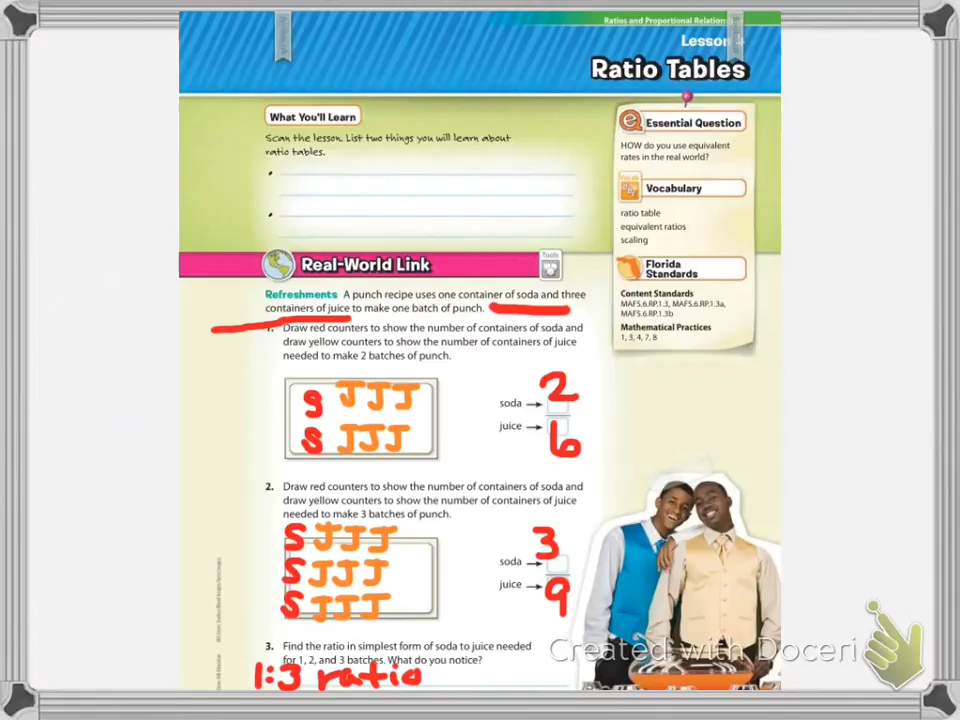 Ratios and Proportional Relations
Lesson 4
Ratio Tables
What You'll Learn
Scan the lesson. List two things you will learn about
ratio tables.
Essential Question
HOW do you use equivalent
rates in the real world?
Vocab
abc
Vocabulary
ratio table
equivalent ratios
scaling
Florida
Standards
Content Standards
MAFS.6.RP.1.3, MAFS.6.RP.1.3a,
MAFS.6.RP.1.3b
Mathematical Practices
1, 3, 4, 7, 8
Real-World Link
Tools
Refreshments A punch recipe uses one container of soda and three
containers of juice to make one batch of punch.
1. Draw red counters to show the number of containers of soda and
draw yellow counters to show the number of containers of juice
needed to make 2 batches of punch.
S JJJ
S JJJ
soda → 2
juice → 6
2. Draw red counters to show the number of containers of soda and
draw yellow counters to show the number of containers of juice
needed to make 3 batches of punch.
S JJJ
S JJJ
S JJJ
soda → 3
juice → 9
3. Find the ratio in simplest form of soda to juice needed
for 1, 2, and 3 batches. What do you notice?
1:3 ratio
Created with Doceri